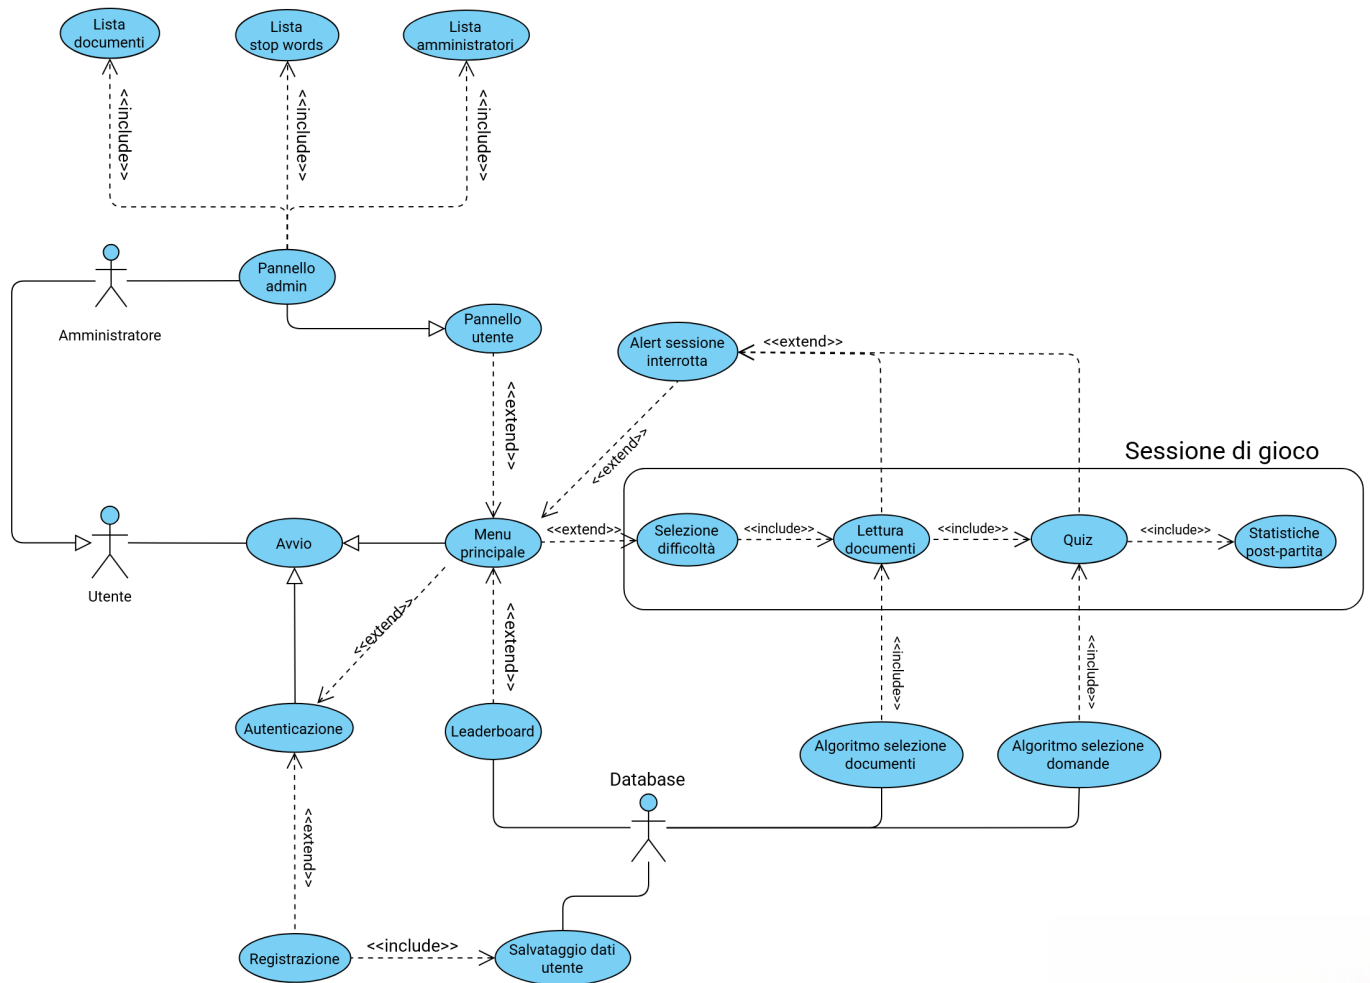 Lista
documenti
Lista
stop words
Lista
amministratori
<<include>>
<<include>>
<<include>>
Pannello
admin
Amministratore
Pannello
utente
Alert sessione
interrotta
<<extend>>
<<extend>>
<<extend>>
Sessione di gioco
Utente
Avvio
Menu
principale
<<extend>>
Selezione
difficoltà
<<include>>
Lettura
documenti
<<include>>
Quiz
<<include>>
Statistiche
post-partita
<<extend>>
<<extend>>
<<include>>
<<include>>
Autenticazione
Leaderboard
Algoritmo selezione
documenti
Algoritmo selezione
domande
Database
<<extend>>
Registrazione
<<include>>
Salvataggio dati
utente